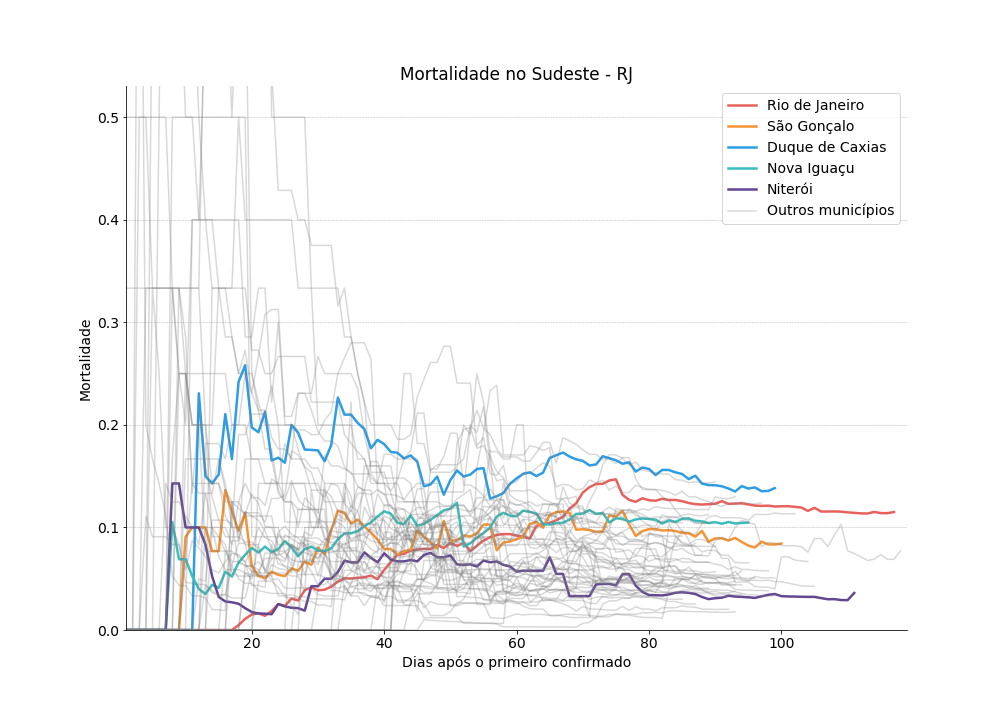 Mortalidade no Sudeste - RJ
Rio de Janeiro
São Gonçalo
Duque de Caxias
Nova Iguaçu
Niterói
Outros municípios
Mortalidade
0.5
0.4
0.3
0.2
0.1
0.0
20 40 60 80 100
Dias após o primeiro confirmado